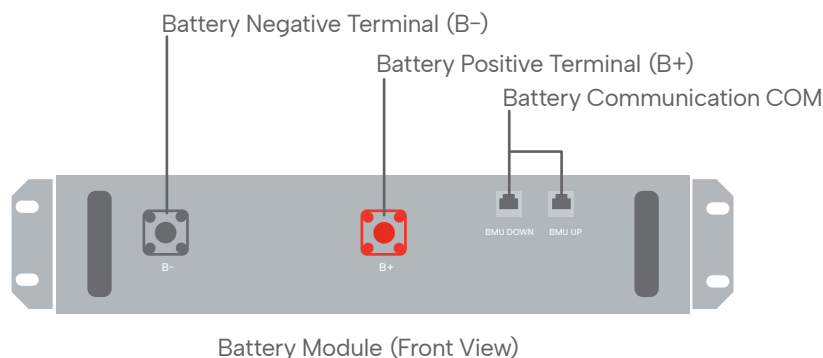 Battery Negative Terminal (B-)
Battery Positive Terminal (B+)
Battery Communication COM
BMU DOWN
BMU UP
B-
B+
Battery Module (Front View)